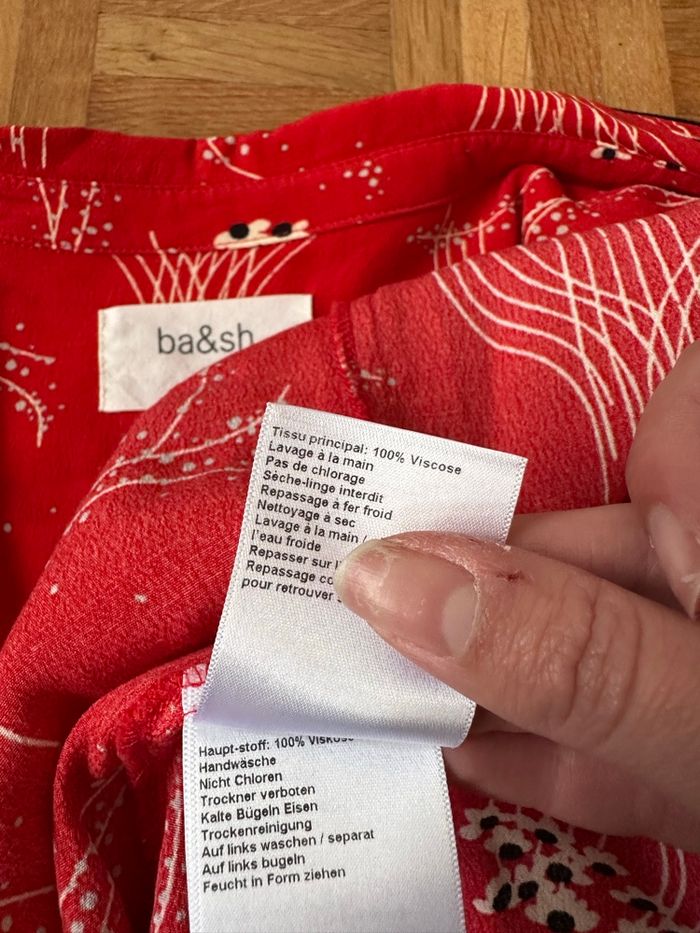 ba&sh
Tissu principal: 100% Viscose
Lavage à la main
Pas de chlorage
Sèche-linge interdit
Repassage à fer froid
Nettoyage à sec
Lavage à la main /
l'eau froide
Repasser sur
Repassage
pour retrouver
Haupt-stoff: 100% Viskose
Handwäsche
Nicht Chloren
Trockner verboten
Kalte Bügeln Eisen
Trockenreinigung
Auf links waschen / separat
Auf links bugeln
Feucht in Form ziehen